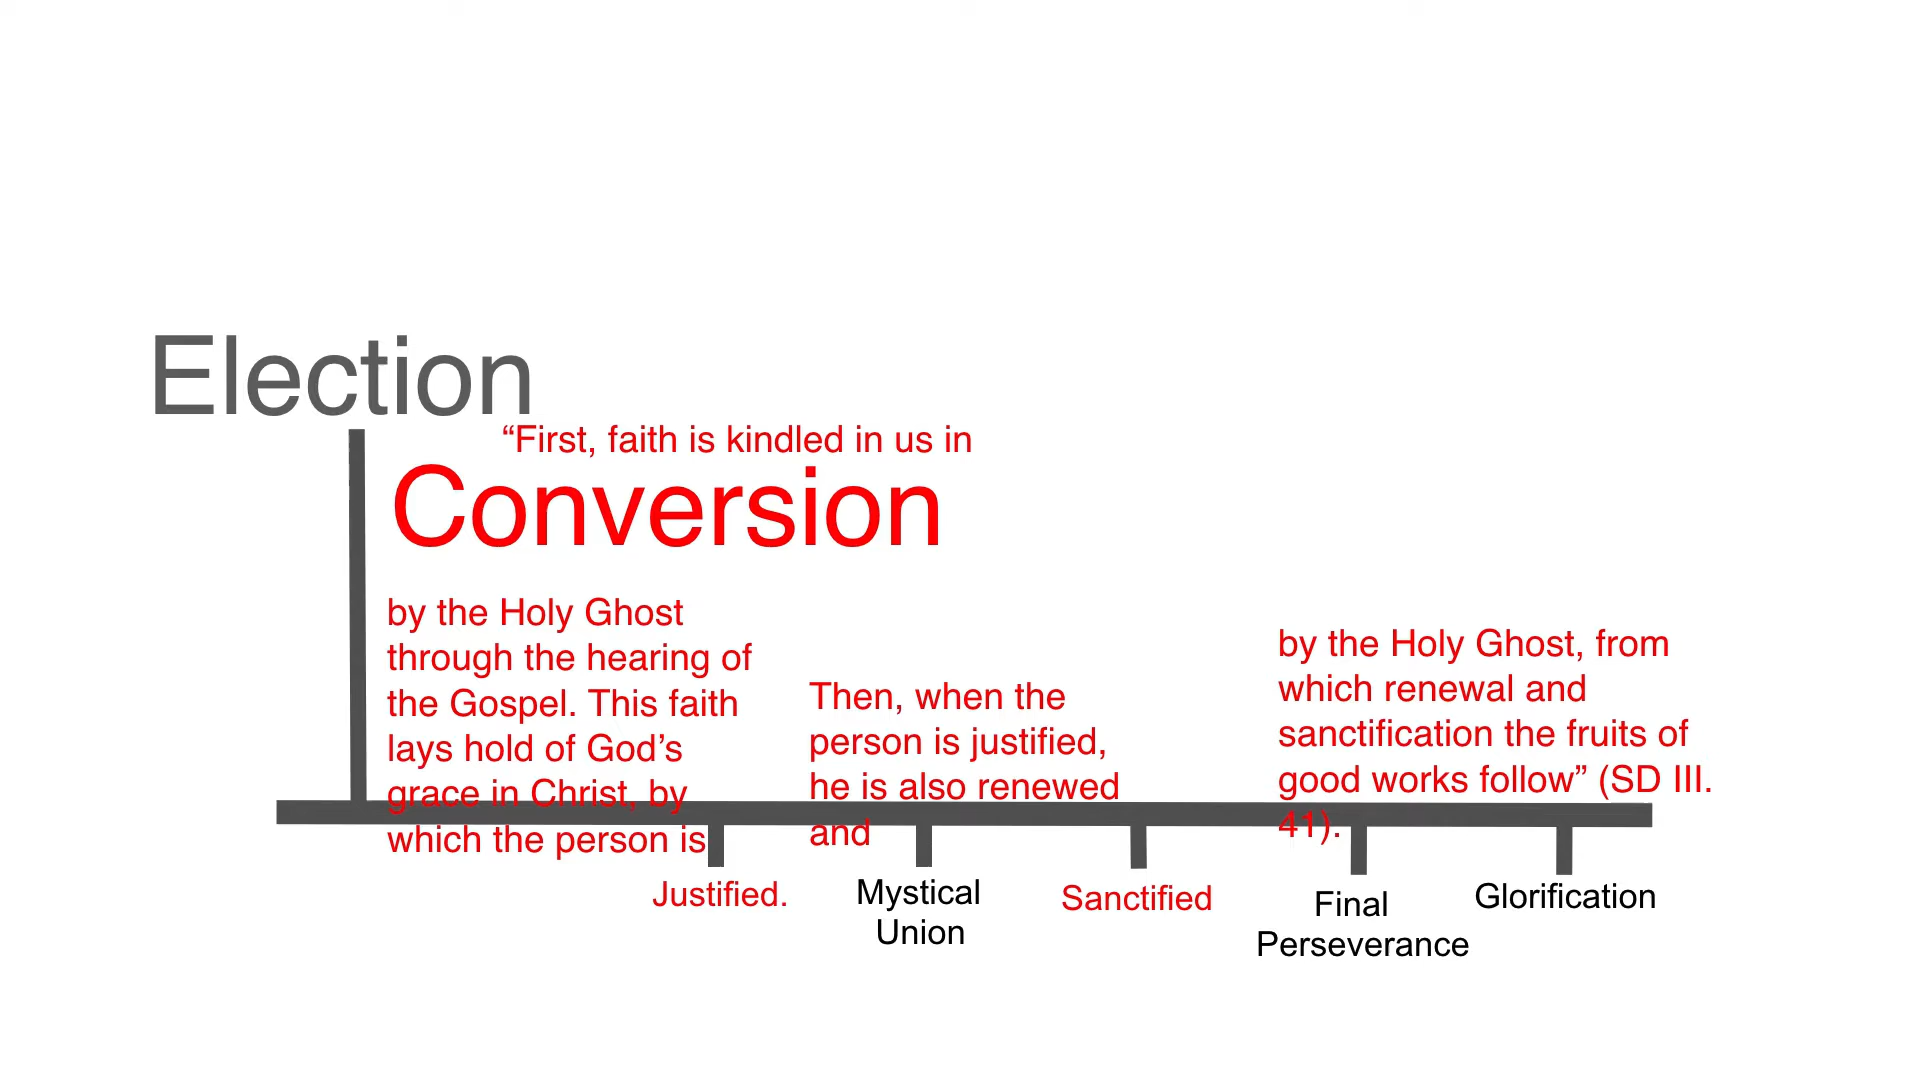 Election
“First, faith is kindled in us in
Conversion
by the Holy Ghost
through the hearing of
the Gospel. This faith
lays hold of God’s
grace in Christ, by
which the person is
Justified.
Then, when the
person is justified,
he is also renewed
and
Mystical
Union
Sanctified
by the Holy Ghost, from
which renewal and
sanctification the fruits of
good works follow” (SD III.
41).
Final
Perseverance
Glorification